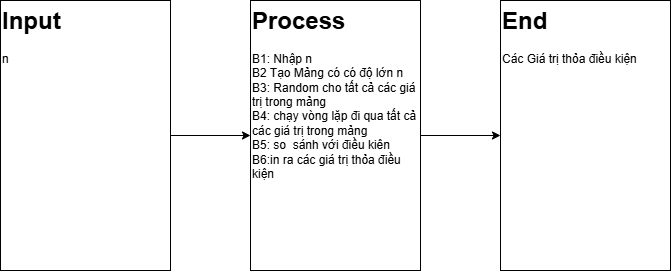 Input
n
Process
B1: Nhập n
B2 Tạo Mảng có có độ lớn n
B3: Random cho tất cả các giá
trị trong mảng
B4: chạy vòng lặp đi qua tất cả
các giá trị trong mảng
B5: so  sánh với điều kiên
B6:in ra các giá trị thỏa điều
kiện
End
Các Giá trị thỏa điều kiện